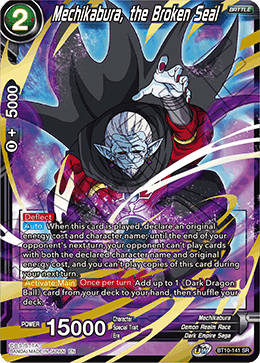 BATTLE
2
Mechikabura, the Broken Seal
+ 5000
Deflect
Auto When this card is played, declare an original
energy cost and character name; until the end of your
opponent's next turn, your opponent can't play cards
with both the declared character name and original
energy cost, and you can't play copies of this card during
your next turn.
Activate:Main Once per turn Add up to 1 《Dark Dragon
Ball》 card from your deck to your hand, then shuffle your
deck.
POWER
15000
Character
Mechikabura
Special Trait
Demon Realm Race
Era
Dark Empire Saga
BANDAI MADE IN JAPAN EN
BT10-141 SR